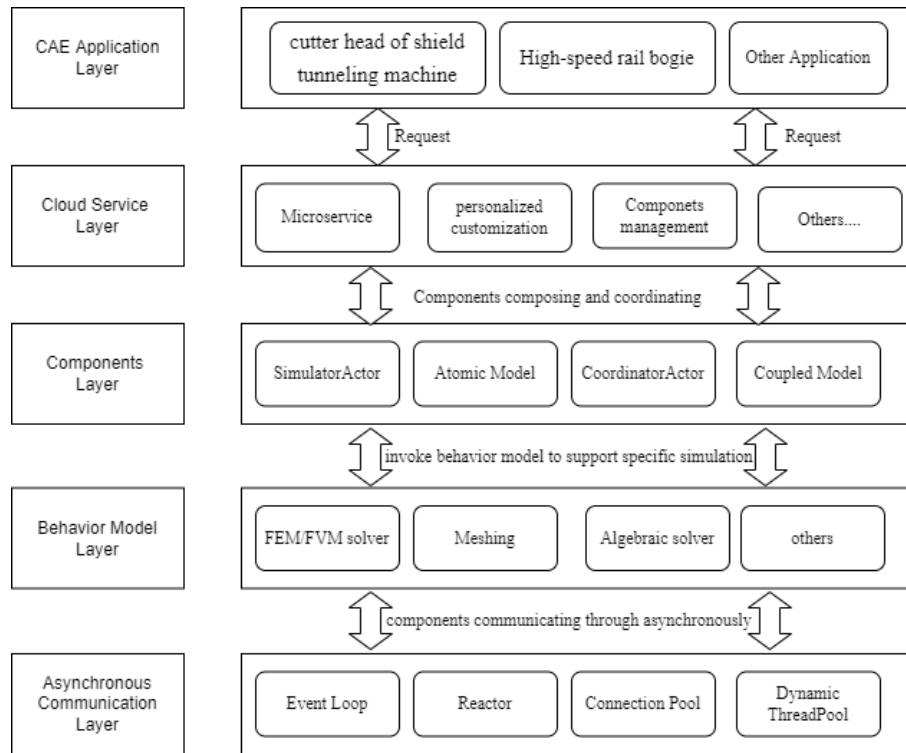 CAE Application
Layer
cutter head of shield
tunneling machine
High-speed rail bogie
Other Application
Request
Request
Cloud Service
Layer
Microservice
personalized
customization
Componets
management
Others....
Components composing and coordinating
Components
Layer
SimulatorActor
Atomic Model
CoordinatorActor
Coupled Model
invoke behavior model to support specific simulation
Behavior Model
Layer
FEM/FVM solver
Meshing
Algebraic solver
others
components communicating through asynchronously
Asynchronous
Communication
Layer
Event Loop
Reactor
Connection Pool
Dynamic
ThreadPool